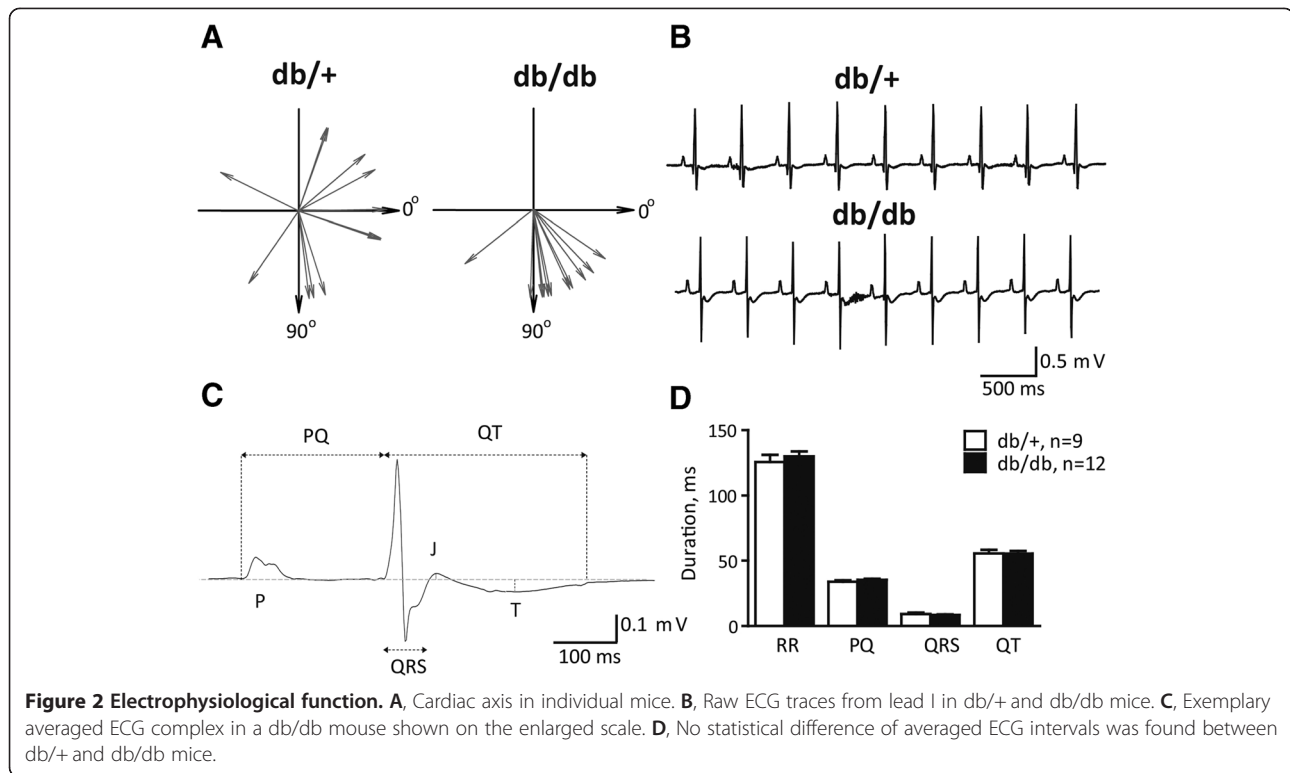 A
db/+
0°
90°
db/db
0°
90°
B
db/+
db/db
0.5 mV
500 ms
C
PQ
QT
J
P
T
QRS
0.1 mV
100 ms
D
db/+, n=9
db/db, n=12
Duration, ms
150
100
50
0
RR PQ QRS QT
Figure 2 Electrophysiological function. A, Cardiac axis in individual mice. B, Raw ECG traces from lead I in db/+ and db/db mice. C, Exemplary
averaged ECG complex in a db/db mouse shown on the enlarged scale. D, No statistical difference of averaged ECG intervals was found between
db/+ and db/db mice.